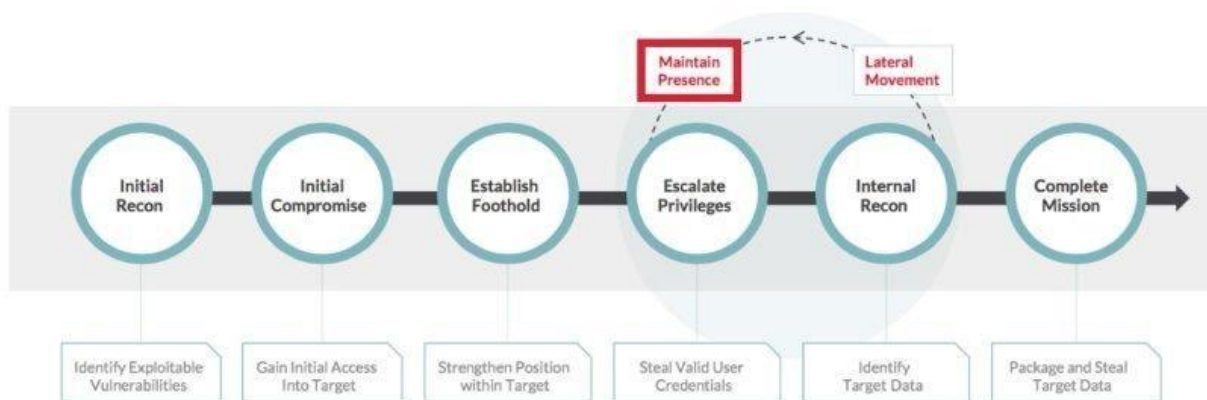 Maintain
Presence
Lateral
Movement
Initial
Recon
Initial
Compromise
Establish
Foothold
Escalate
Privileges
Internal
Recon
Complete
Mission
Identify Exploitable
Vulnerabilities
Gain Initial Access
Into Target
Strengthen Position
within Target
Steal Valid User
Credentials
Identify
Target Data
Package and Steal
Target Data